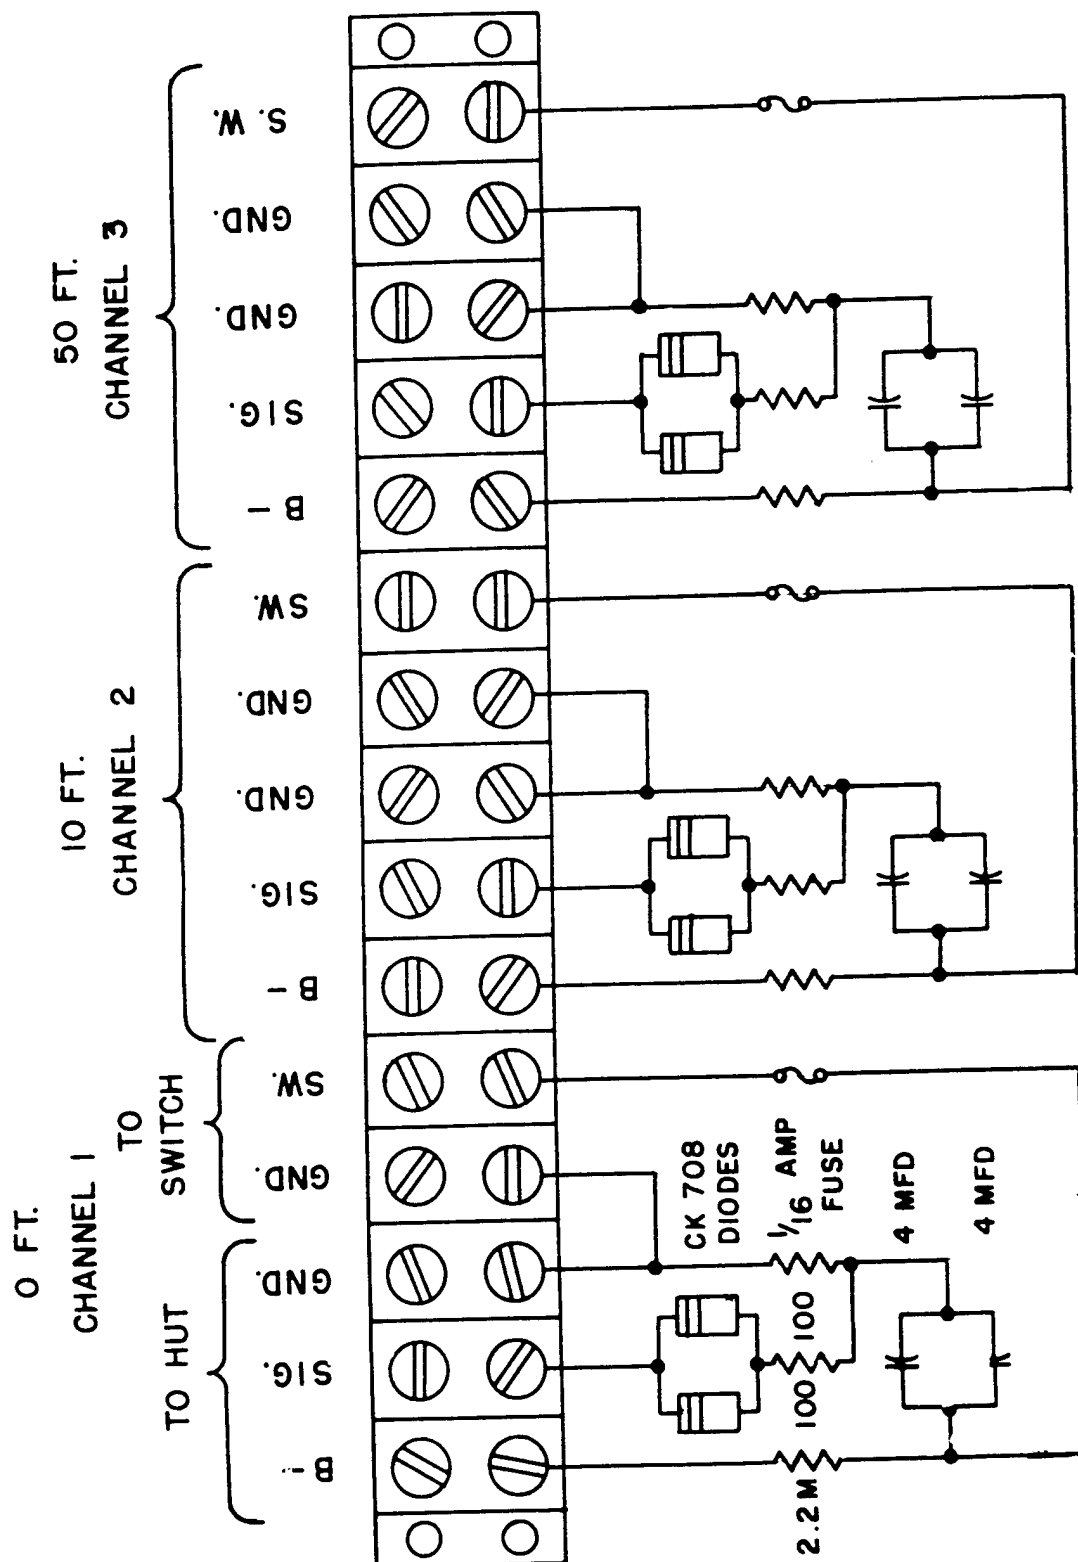 0 FT.
CHANNEL 1
TO HUT
TO
SWITCH
10 FT.
CHANNEL 2
50 FT.
CHANNEL 3
B-
SIG.
GND.
GND.
SW.
B-
SIG.
GND.
GND.
SW.
B-
SIG.
GND.
GND.
S.W.
2.2M
100
100
CK 708
DIODES
1/16 AMP
FUSE
4 MFD
4 MFD